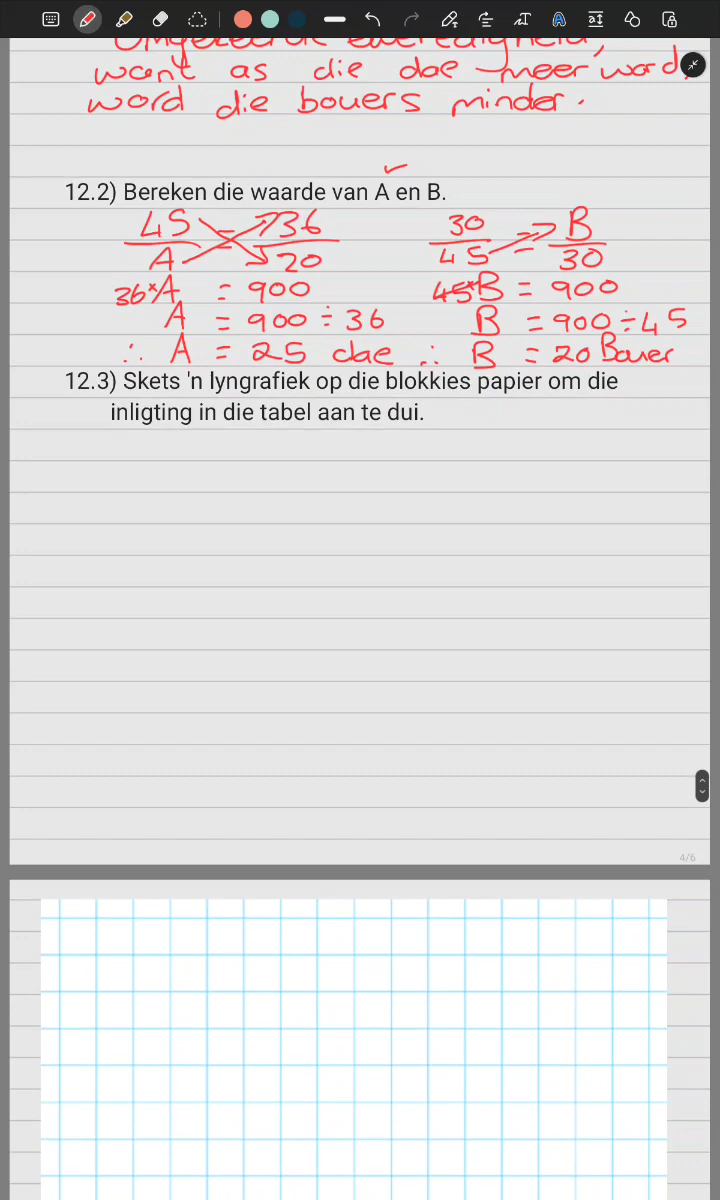 want as die dae meer word,
word die bouers minder.
12.2) Bereken die waarde van A en B.
45/A = 36/20 30/45 = B/30
36×A = 900 45×B = 900
A = 900 ÷ 36 B = 900 ÷ 45
∴ A = 25 dae ∴ B = 20 Bouer
12.3) Skets 'n lyngrafiek op die blokkies papier om die
inligting in die tabel aan te dui.
4/6